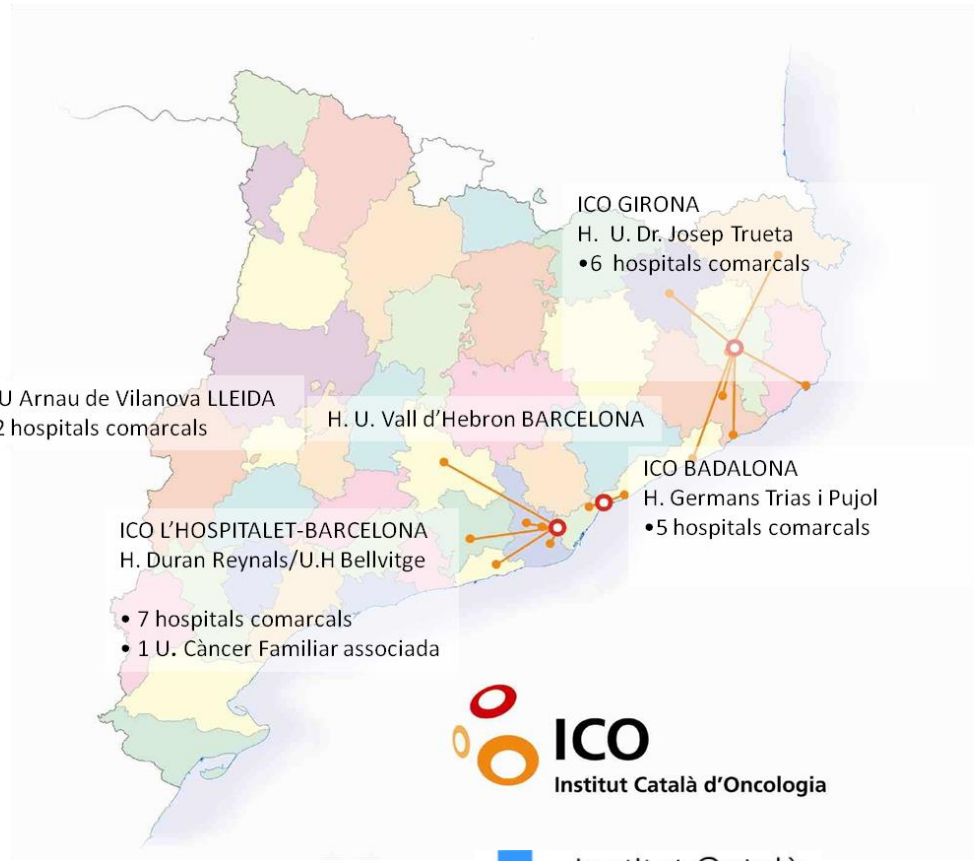 ICO GIRONA
H. U. Dr. Josep Trueta
•6 hospitals comarcals
U Arnau de Vilanova LLEIDA
2 hospitals comarcals
H. U. Vall d'Hebron BARCELONA
ICO BADALONA
H. Germans Trias i Pujol
•5 hospitals comarcals
ICO L'HOSPITALET-BARCELONA
H. Duran Reynals/U.H Bellvitge
• 7 hospitals comarcals
• 1 U. Càncer Familiar associada
ICO
Institut Català d'Oncologia
Institut Català